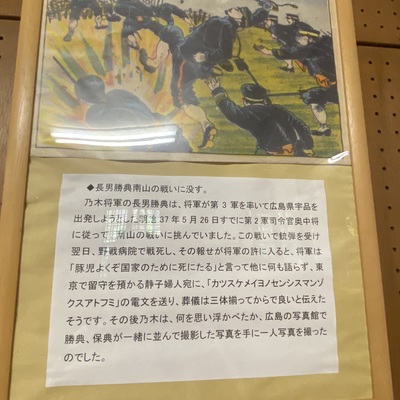 ◆長男勝典南山の戦いに没す。
乃木将軍の長男勝典は、将軍が第3軍を率いて広島県宇品を
出発しようとした明治37年5月26日すでに第2軍司令官奥中将
に従って南山の戦いに挑んでいました。この戦いで銃弾を受け
翌日、野戦病院で戦死し、その報せが将軍の許に入ると、将軍は
「豚児よくぞ国家のために死にたる」と言って他に何も語らず、東
京で留守を預かる静子婦人宛に、「カツスケメイヨノセンシスマンゾ
クスアトフミ」の電文を送り、葬儀は三体揃ってからで良いと伝えた
そうです。その後乃木は、何を思い浮かべたか、広島の写真館で
勝典、保典が一緒に並んで撮影した写真を手に一人写真を撮った
のでした。